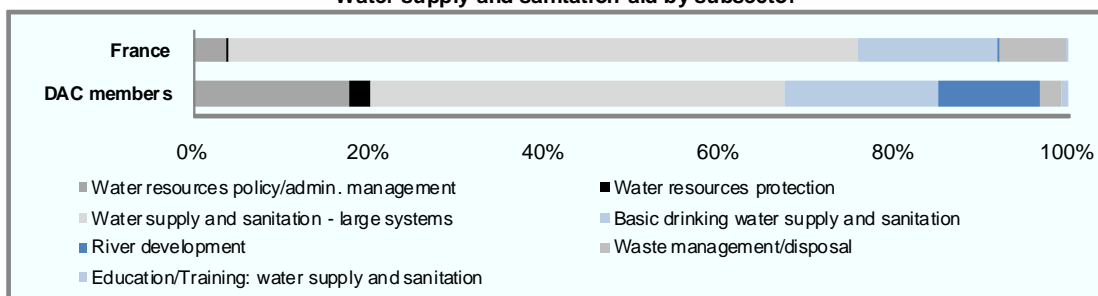 Water supply and sanitation aid by subsector
France
DAC members
0% 20% 40% 60% 80% 100%
Water resources policy/admin. management Water resources protection
Water supply and sanitation - large systems Basic drinking water supply and sanitation
River development Waste management/disposal
Education/Training: water supply and sanitation